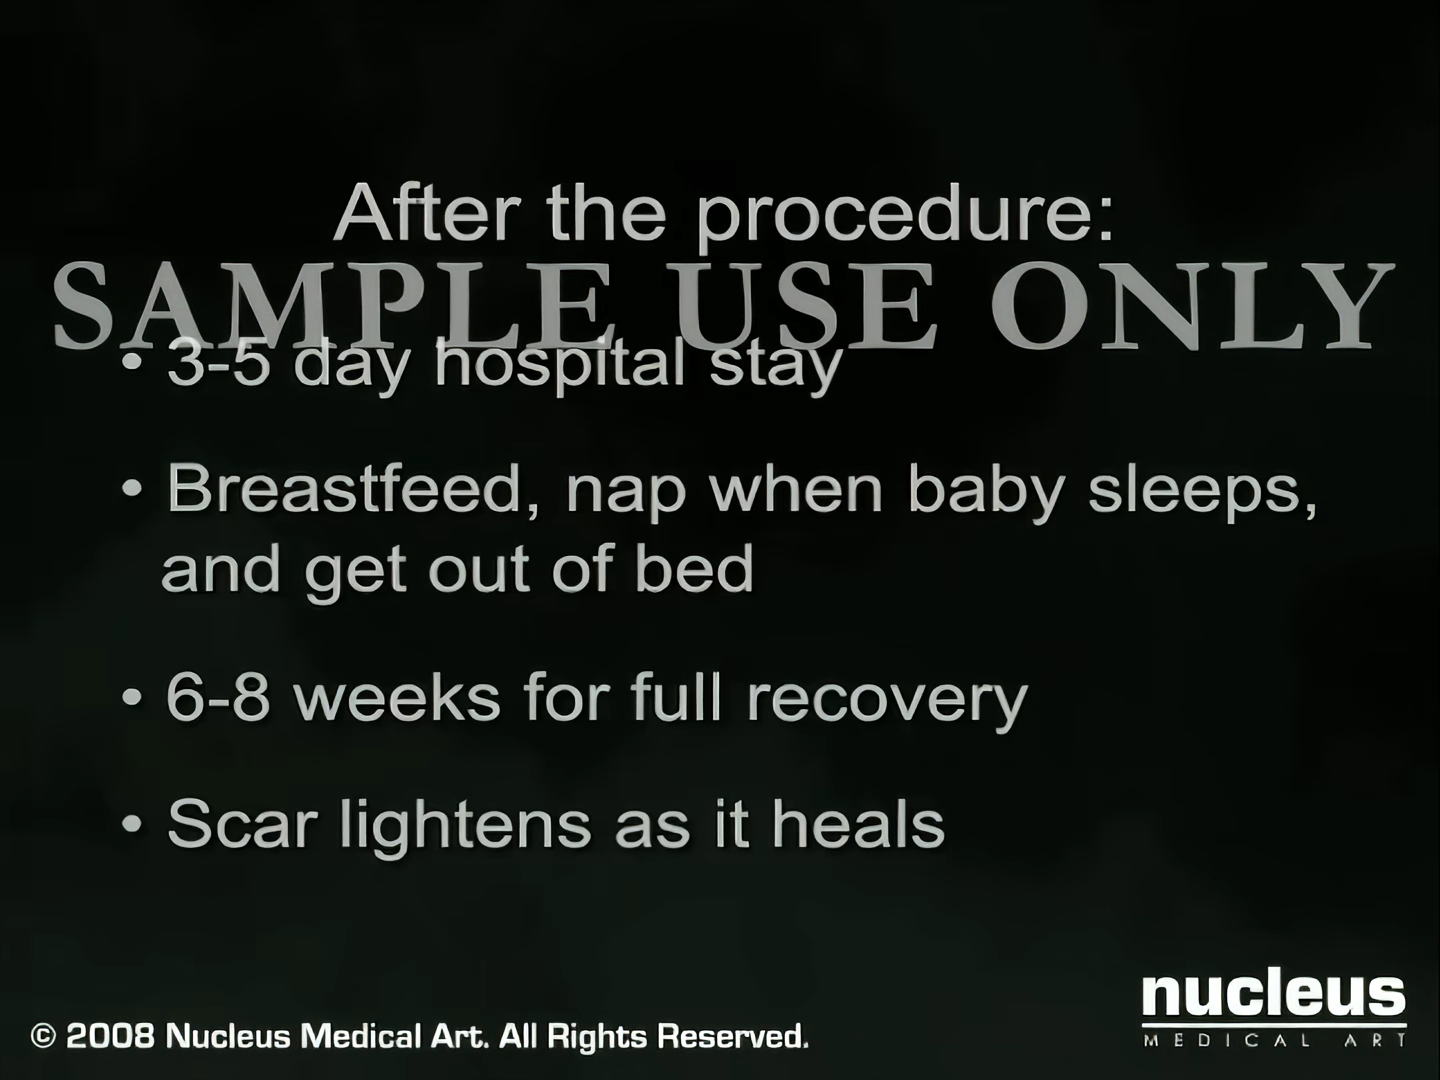 After the procedure:
SAMPLE USE ONLY
• 3-5 day hospital stay
• Breastfeed, nap when baby sleeps,
and get out of bed
• 6-8 weeks for full recovery
• Scar lightens as it heals
nucleus
MEDICAL ART
© 2008 Nucleus Medical Art. All Rights Reserved.